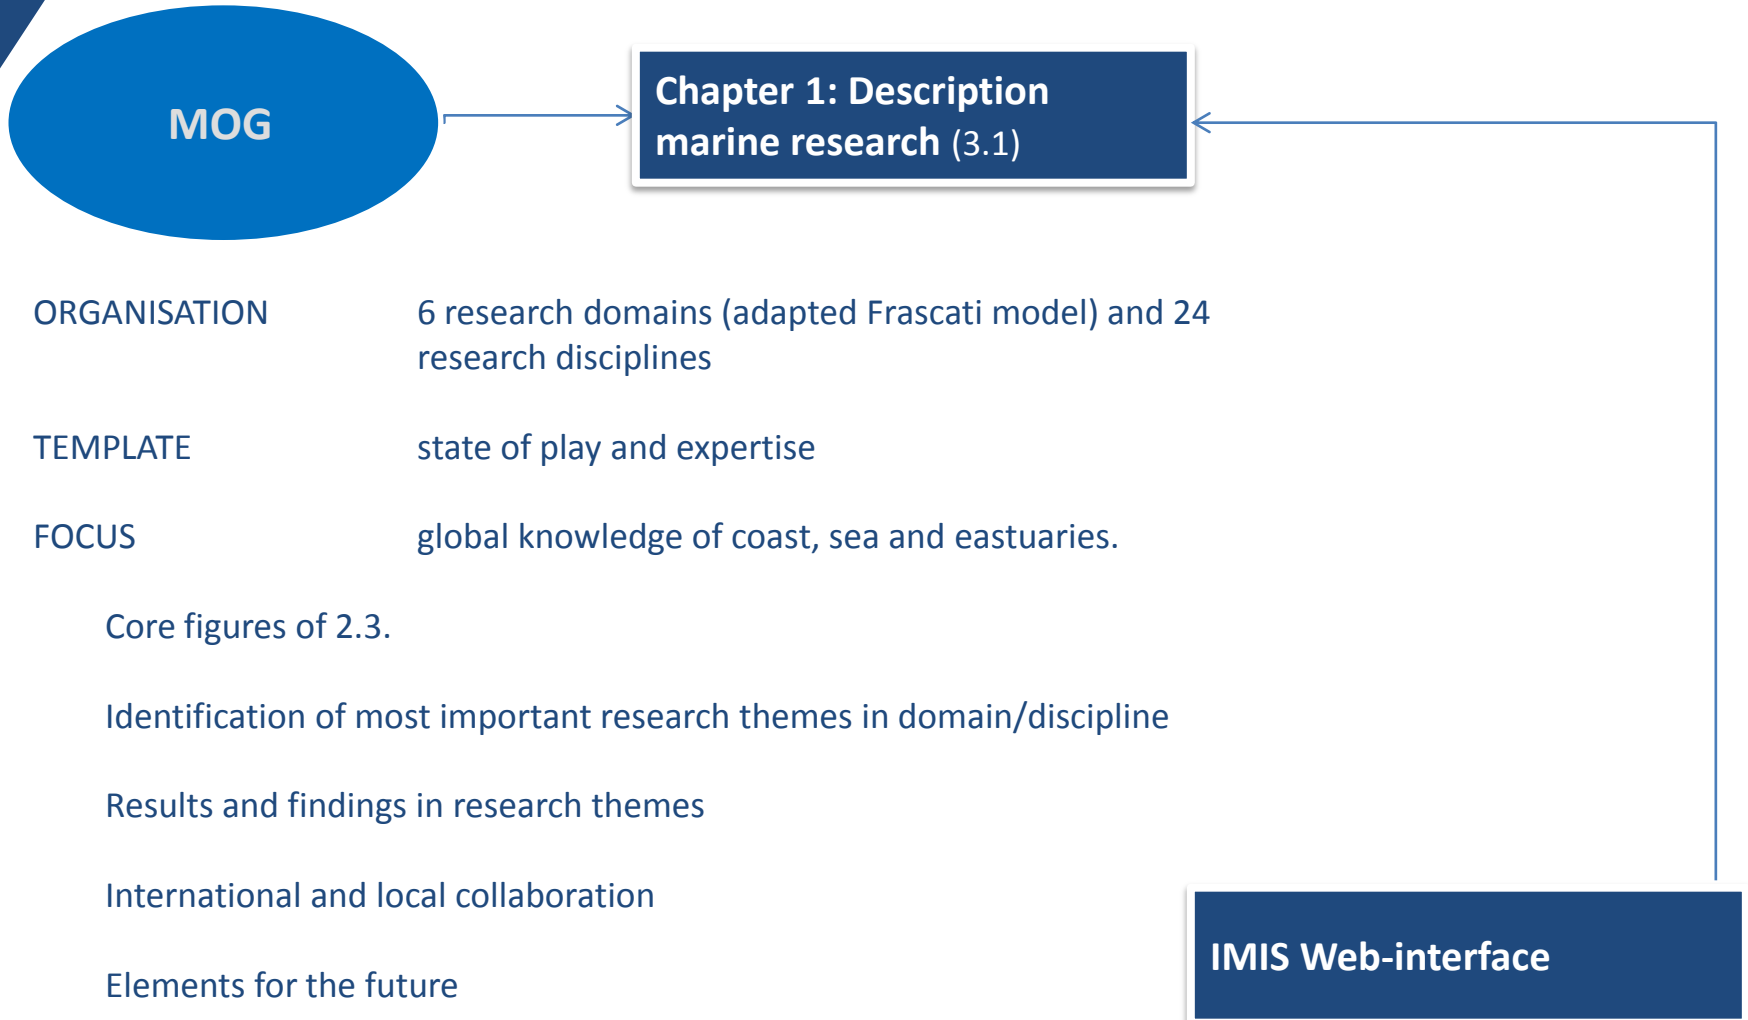 MOG
Chapter 1: Description
marine research (3.1)
ORGANISATION 6 research domains (adapted Frascati model) and 24
research disciplines
TEMPLATE state of play and expertise
FOCUS global knowledge of coast, sea and eastuaries.
Core figures of 2.3.
Identification of most important research themes in domain/discipline
Results and findings in research themes
International and local collaboration
Elements for the future
IMIS Web-interface